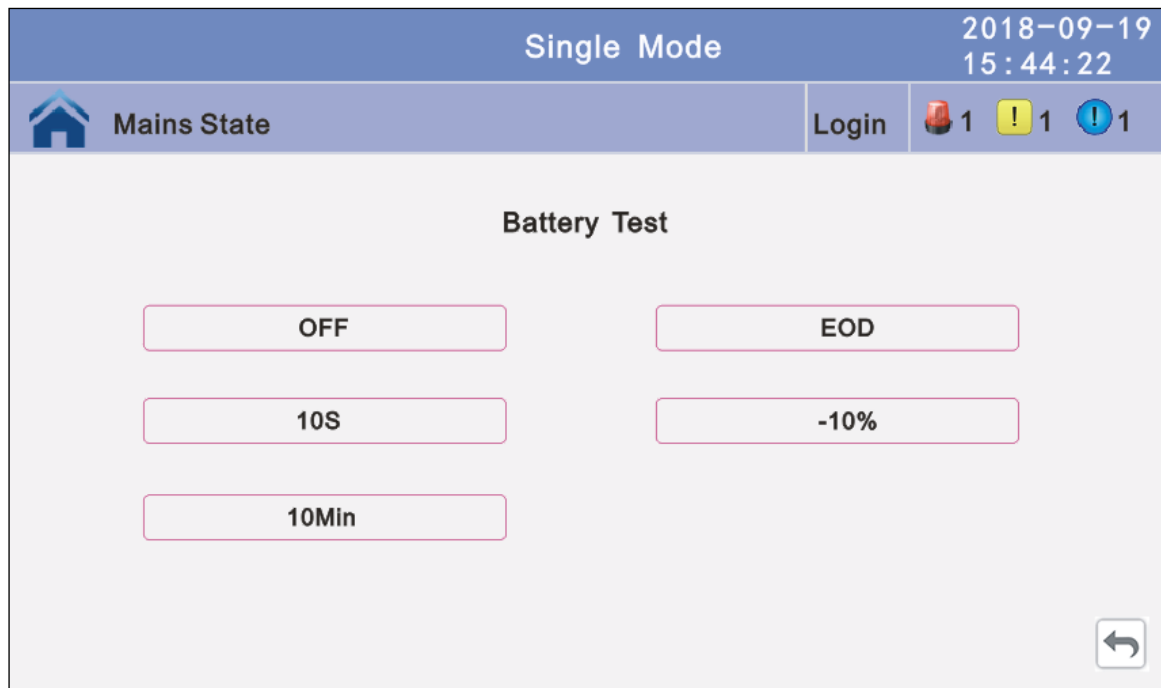 Single Mode
2018-09-19
15:44:22
Mains State
Login
1
! 1
! 1
Battery Test
OFF
EOD
10S
-10%
10Min